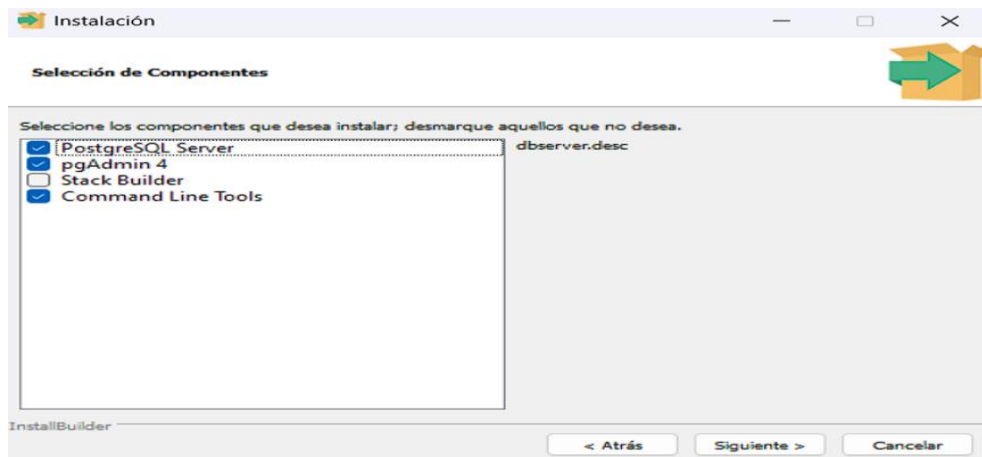 Instalación
Selección de Componentes
Seleccione los componentes que desea instalar; desmarque aquellos que no desea.
PostgreSQL Server
pgAdmin 4
Stack Builder
Command Line Tools
dbserver.desc
InstallBuilder
< Atrás
Siguiente >
Cancelar